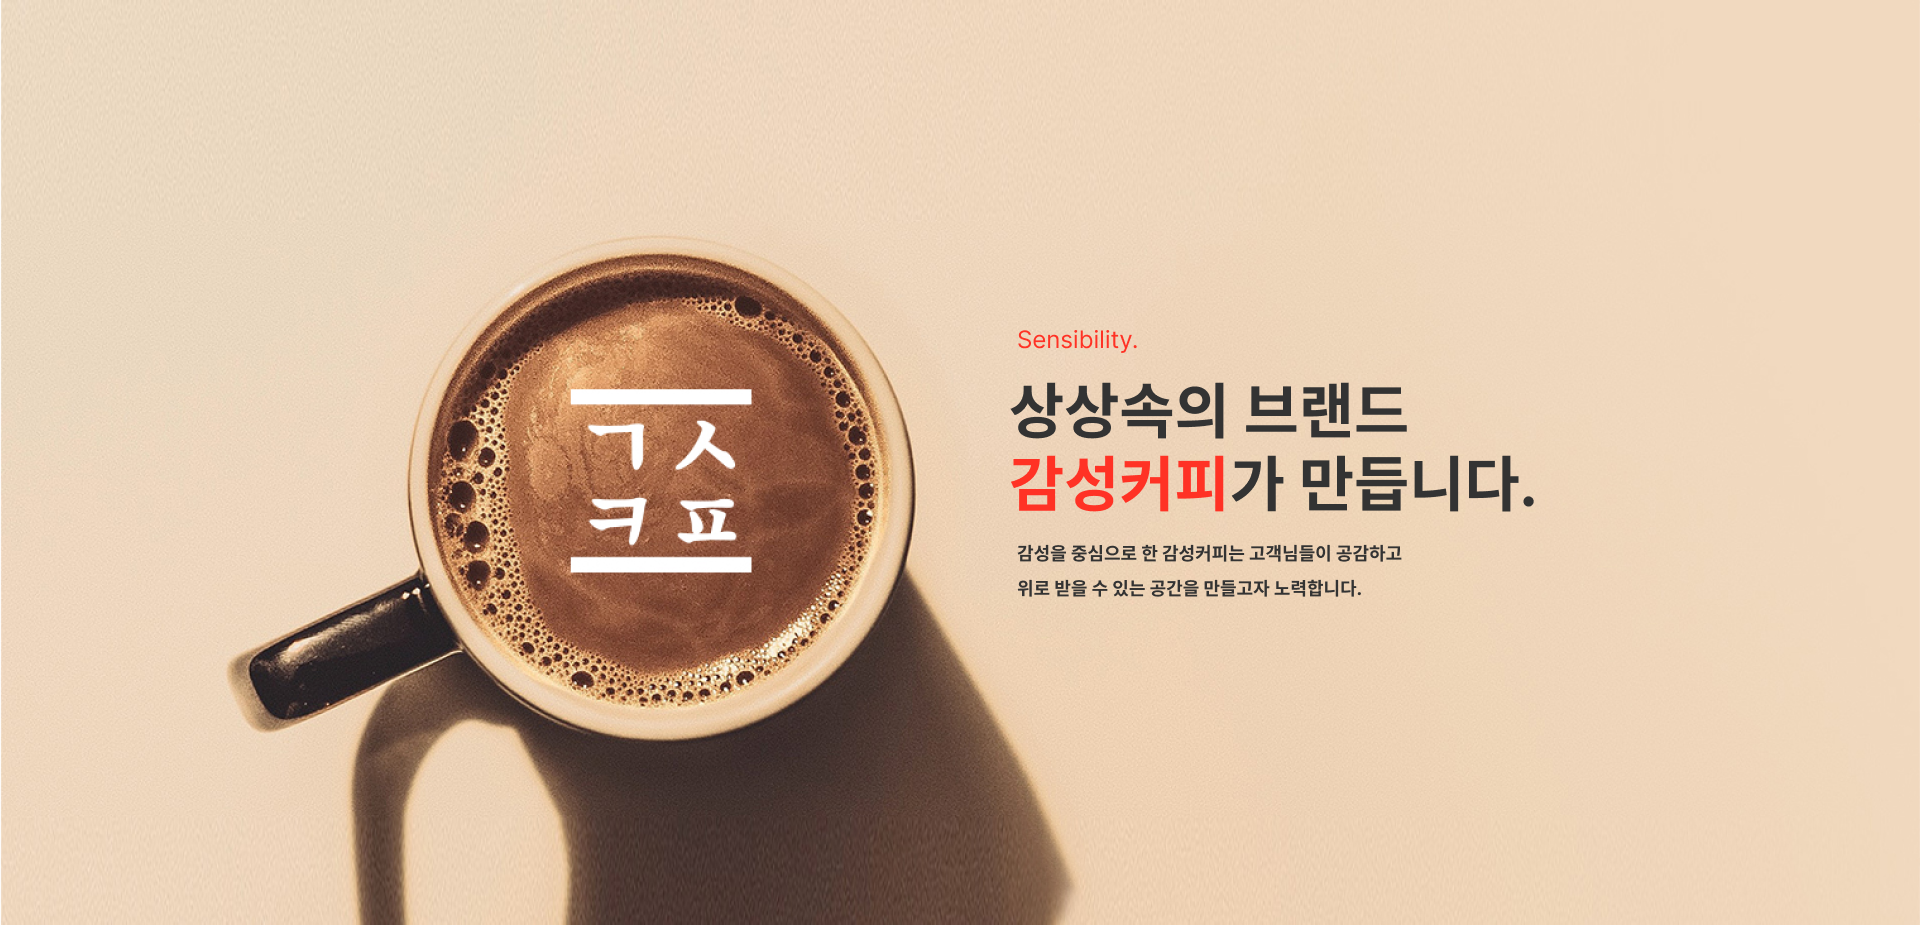 ㄱㅅ
ㅋㅍ
Sensibility.
상상속의 브랜드
감성커피가 만듭니다.
감성을 중심으로 한 감성커피는 고객님들이 공감하고
위로 받을 수 있는 공간을 만들고자 노력합니다.